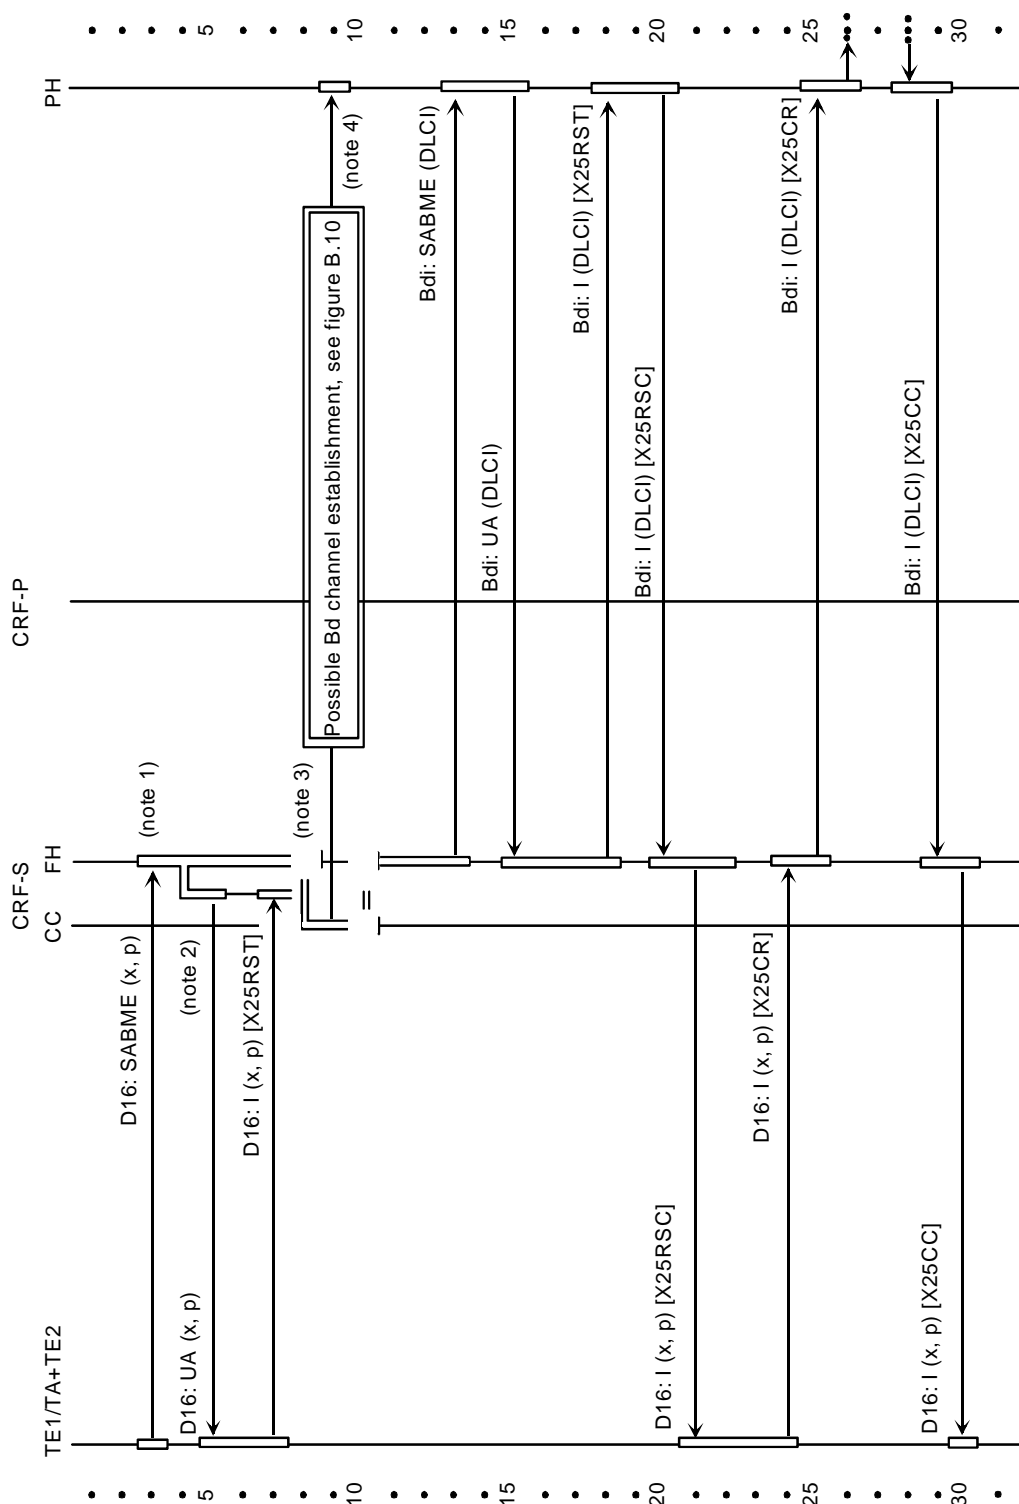 TE1/TA+TE2
CRF-S
CC
FH
CRF-P
PH
D16: SABME (x, p)
(note 1)
5
5
D16: UA (x, p)
(note 2)
D16: I (x, p) [X25RST]
(note 3)
Possible Bd channel establishment, see figure B.10
(note 4)
10
10
Bdi: SABME (DLCI)
Bdi: UA (DLCI)
15
15
Bdi: I (DLCI) [X25RST]
Bdi: I (DLCI) [X25RSC]
20
20
D16: I (x, p) [X25RSC]
D16: I (x, p) [X25CR]
Bdi: I (DLCI) [X25CR]
25
25
Bdi: I (DLCI) [X25CC]
D16: I (x, p) [X25CC]
30
30